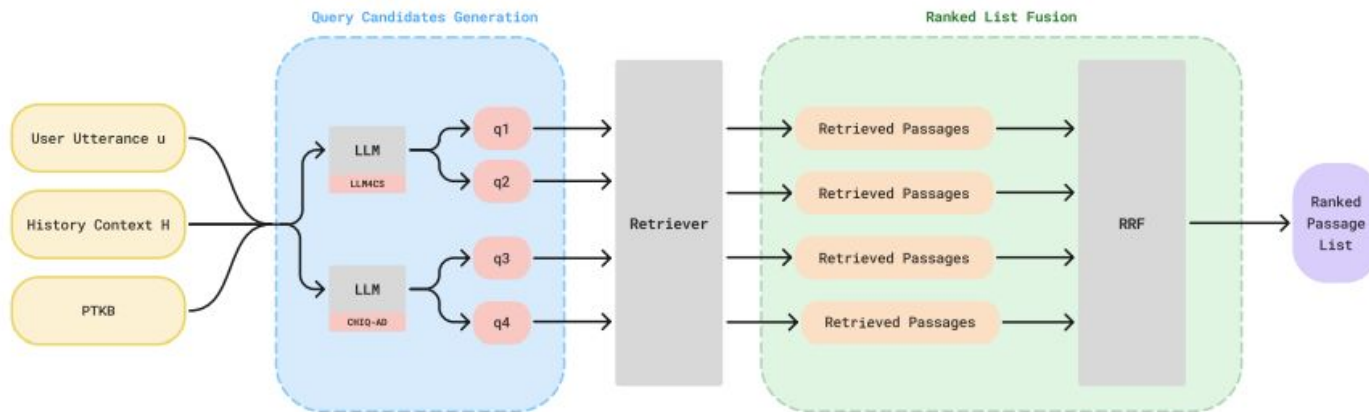 Query Candidates Generation
Ranked List Fusion
User Utterance u
History Context H
PTKB
LLM
LLM4CS
LLM
CHIQ-AD
q1
q2
q3
q4
Retriever
Retrieved Passages
Retrieved Passages
Retrieved Passages
Retrieved Passages
RRF
Ranked
Passage
List